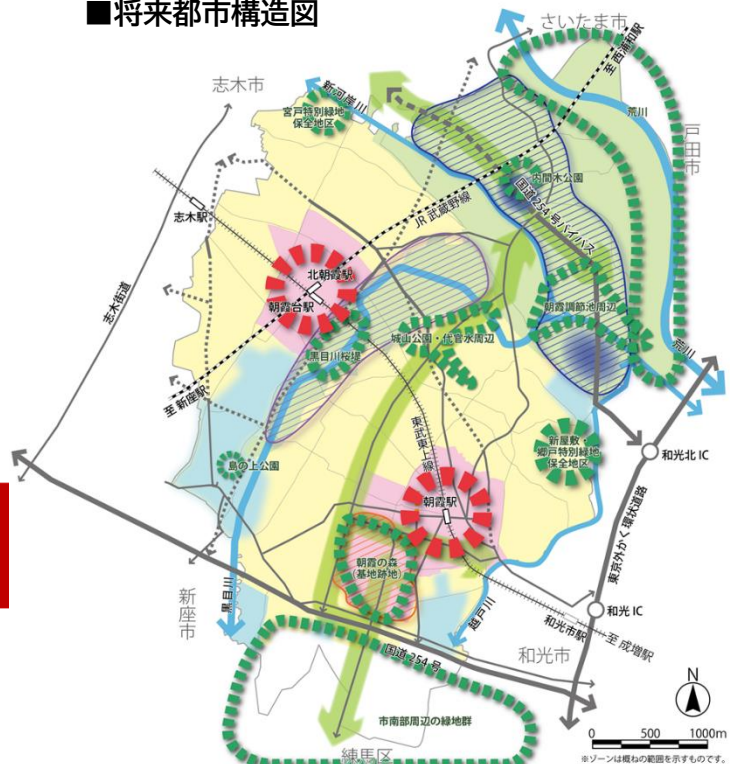 ■将来都市構造図
さいたま市
至 西浦和駅
志木市
新河岸川
宮戸特別緑地
保全地区
荒川
戸田市
内間木公園
国道254号バイパス
JR 武蔵野線
志木駅
北朝霞駅
朝霞台駅
志木街道
朝霞調節池周辺
城山公園・代官水周辺
黒目川桜堤
荒川
至 新座駅
東武東上線
新屋敷・
郷戸特別緑地
保全地区
和光北 IC
島の上公園
朝霞駅
東京外かく環状道路
朝霞の森
(基地跡地)
新座市
黒目川
越戸川
和光 IC
和光市駅
至 成増駅
和光市
国道 254 号
市南部周辺の緑地群
練馬区
N
0 500 1000m
※ゾーンは概ねの範囲を示すものです。